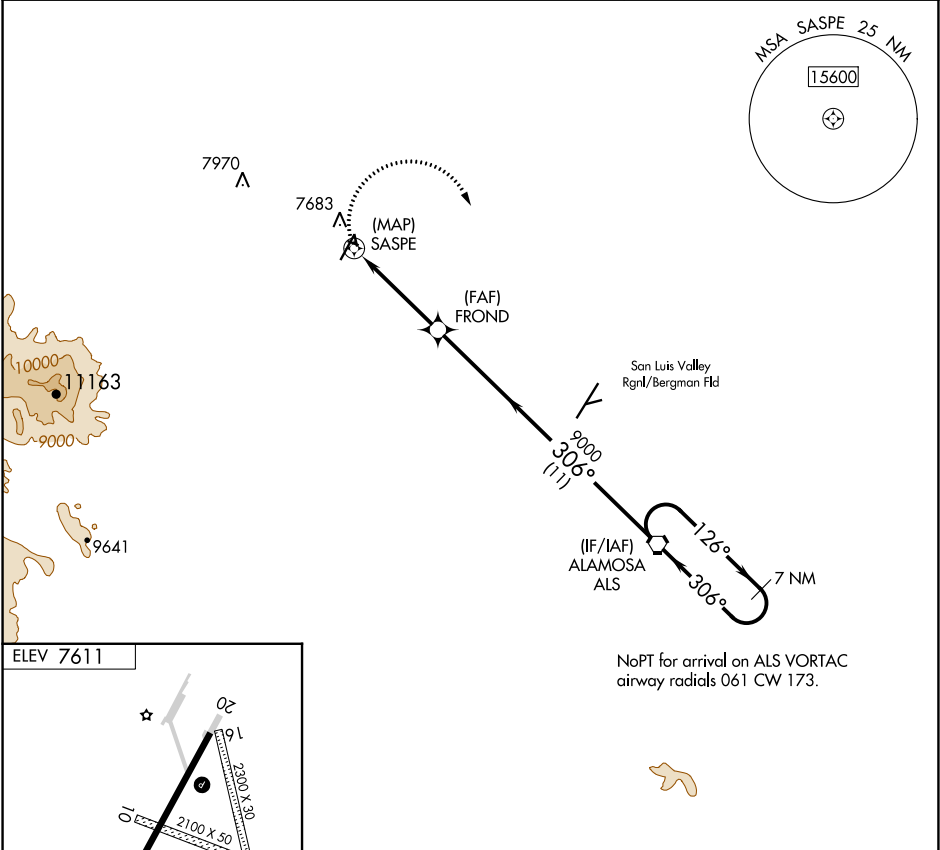 MSA SASPE 25 NM
15600
7970
7683
(MAP)
SASPE
(FAF)
FROND
San Luis Valley
Rgnl/Bergman Fld
10000
11163
9000
9000
306°
(11)
9641
(IF/IAF)
ALAMOSA
ALS
126°
306°
7 NM
NoPT for arrival on ALS VORTAC
airway radials 061 CW 173.
ELEV 7611
20
16
2300 X 30
10
2100 X 50
P